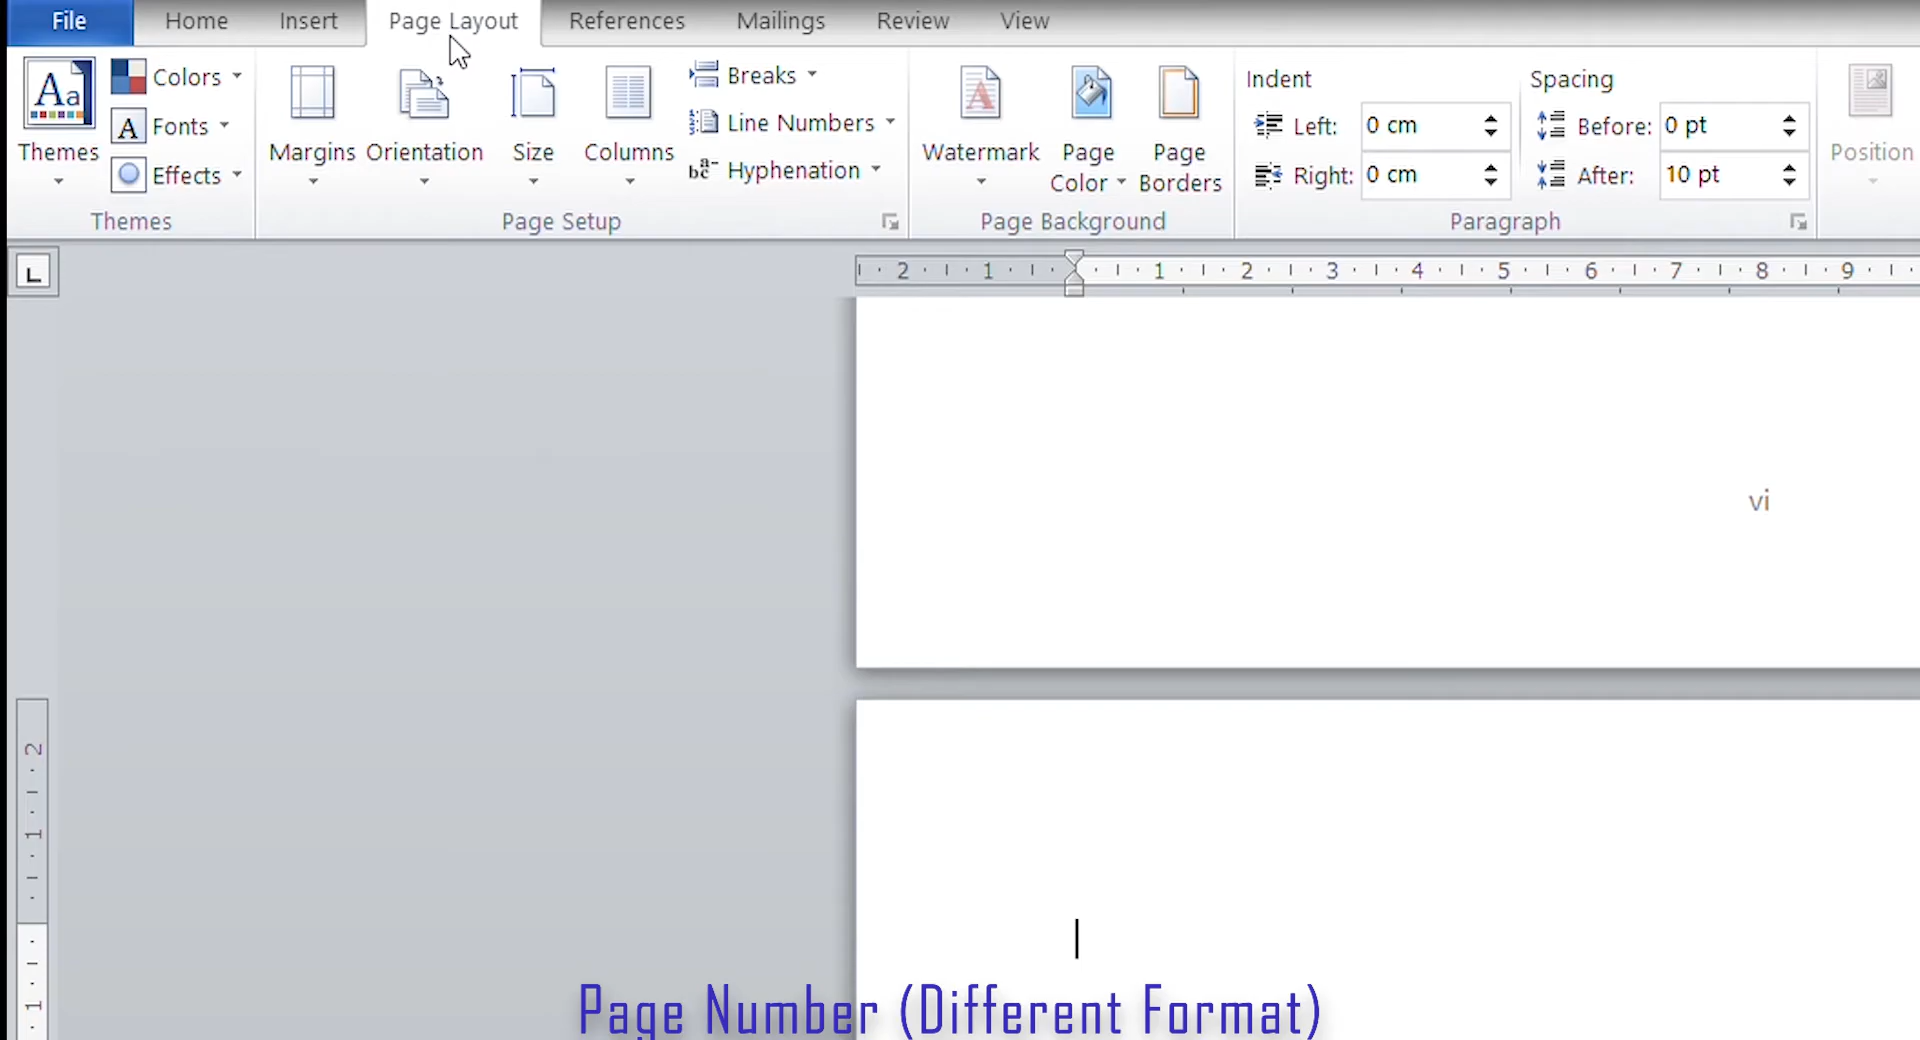 File Home Insert Page Layout References Mailings Review View
Aa
Themes
Colors
A Fonts
Effects
Themes
Margins Orientation Size Columns
Breaks
Line Numbers
Hyphenation
Page Setup
Watermark Page Color Page Borders
Page Background
Indent
Left: 0 cm
Right: 0 cm
Spacing
Before: 0 pt
After: 10 pt
Paragraph
Position
2 1 1 2 3 4 5 6 7 8 9
vi
2 1 1
Page Number (Different Format)